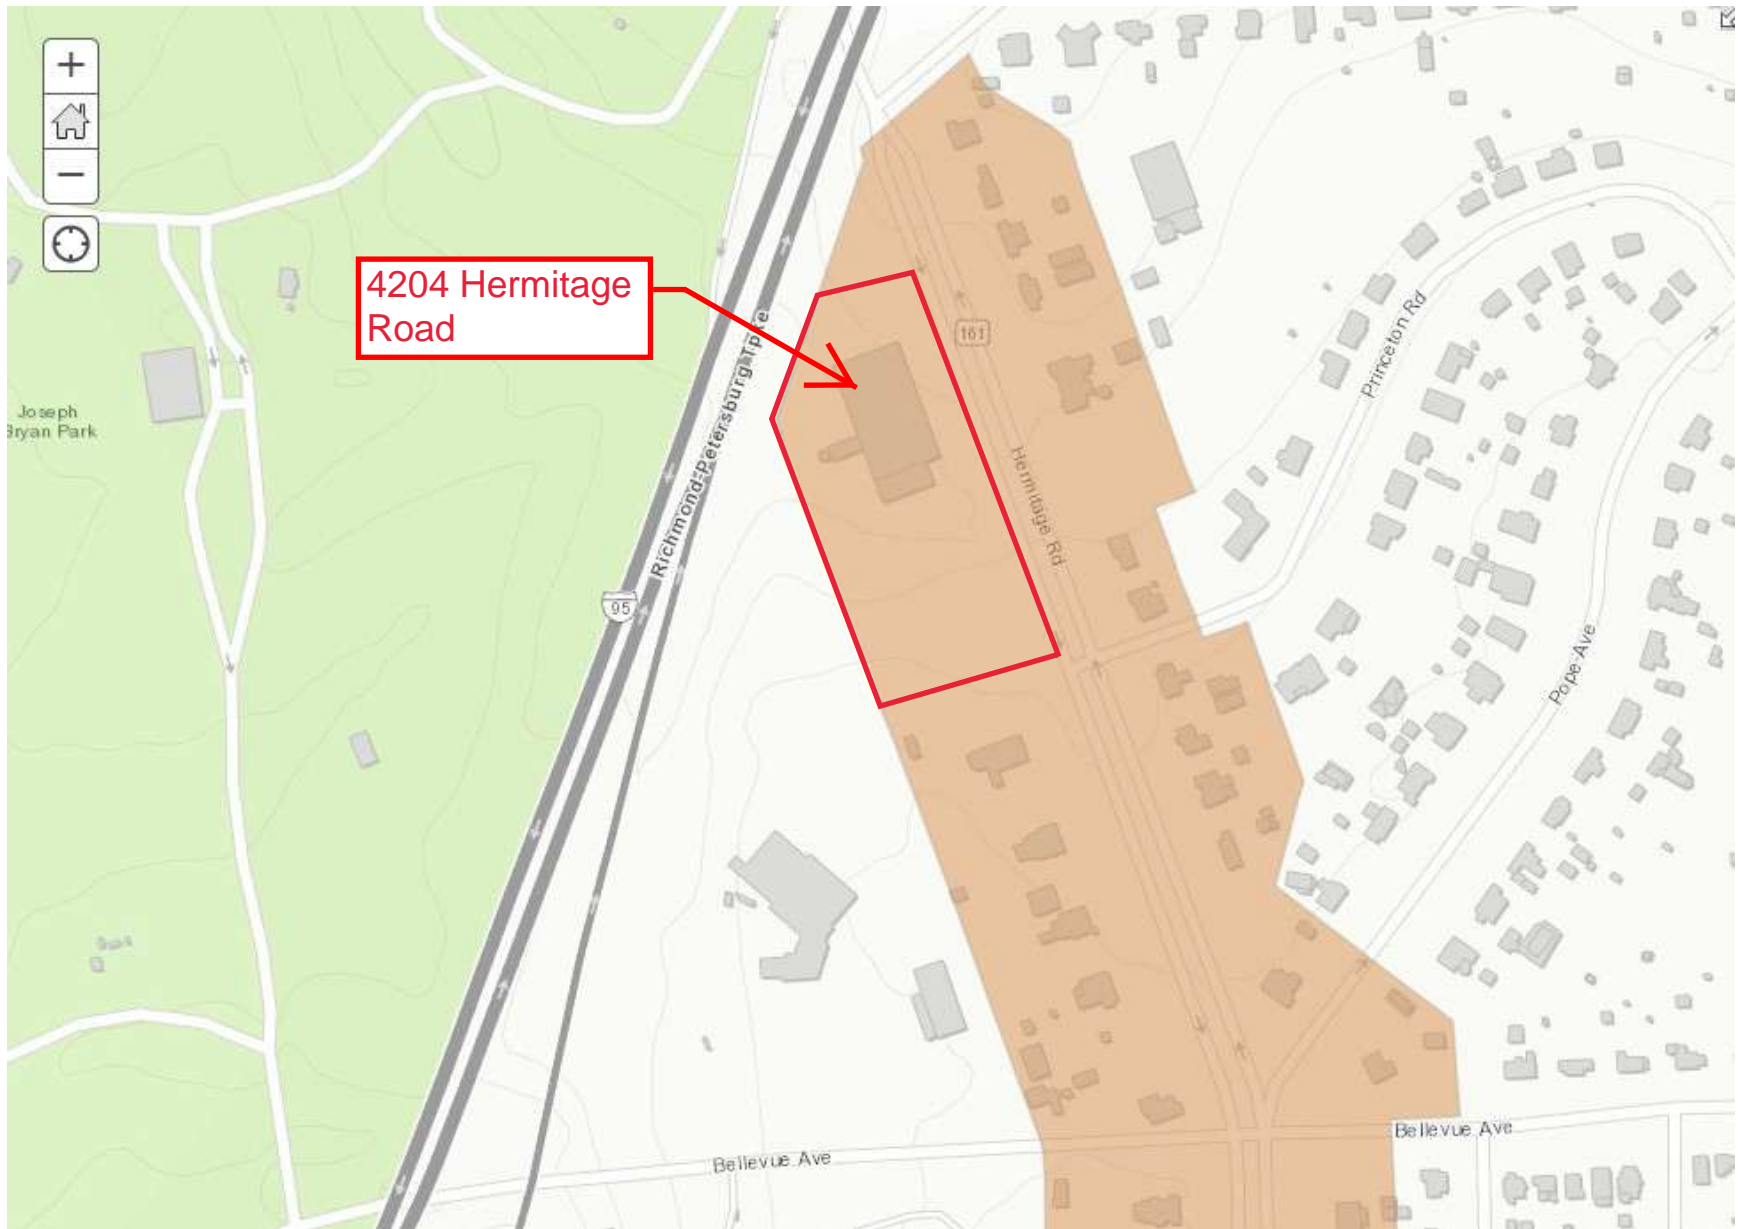 4204 Hermitage
Road
161
Richmond-Petersburg Tpke
Princeton Rd
Joseph
Bryan Park
Hermitage Rd
95
Pope Ave
Bellevue Ave
Bellevue Ave